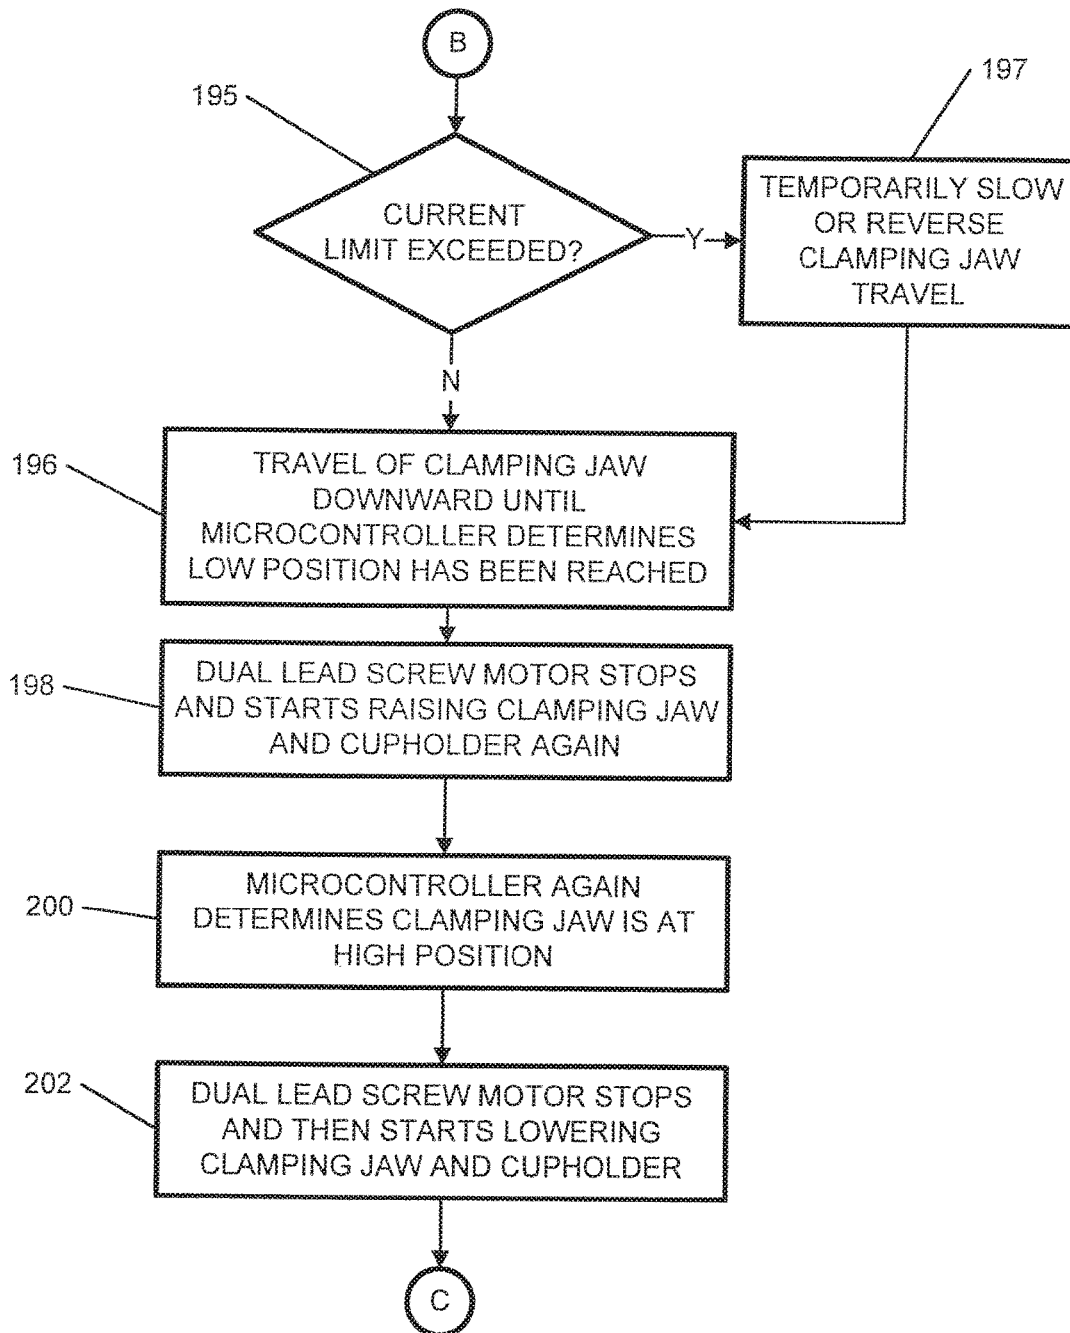 B
195
CURRENT
LIMIT EXCEEDED?
Y
197
TEMPORARILY SLOW
OR REVERSE
CLAMPING JAW
TRAVEL
N
196
TRAVEL OF CLAMPING JAW
DOWNWARD UNTIL
MICROCONTROLLER DETERMINES
LOW POSITION HAS BEEN REACHED
198
DUAL LEAD SCREW MOTOR STOPS
AND STARTS RAISING CLAMPING JAW
AND CUPHOLDER AGAIN
200
MICROCONTROLLER AGAIN
DETERMINES CLAMPING JAW IS AT
HIGH POSITION
202
DUAL LEAD SCREW MOTOR STOPS
AND THEN STARTS LOWERING
CLAMPING JAW AND CUPHOLDER
C